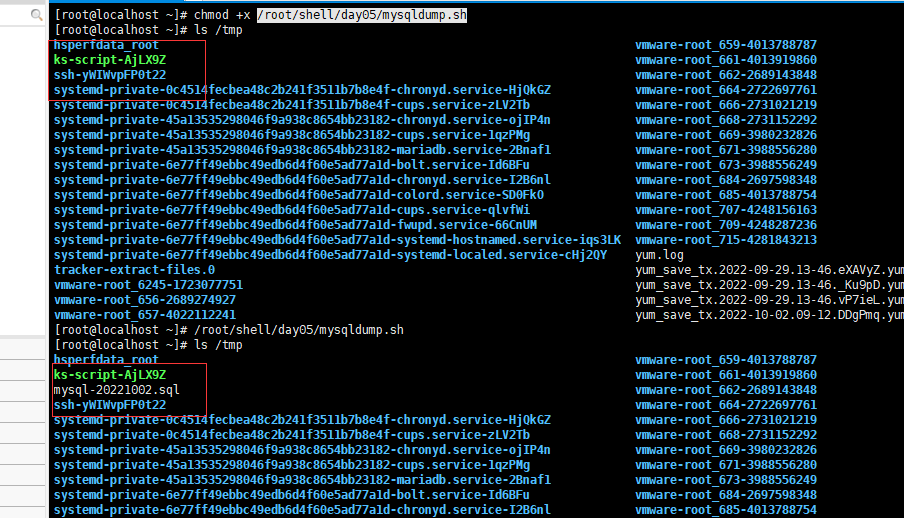 [root@localhost ~]# chmod +x /root/shell/day05/mysqldump.sh
[root@localhost ~]# ls /tmp
hsperfdata_root vmware-root_659-4013788787
ks-script-AjLX9Z vmware-root_661-4013919860
ssh-yWIWvpFP0t22 vmware-root_662-2689143848
systemd-private-0c4514fecbea48c2b241f3511b7b8e4f-chronyd.service-HjQkGZ vmware-root_664-2722697761
systemd-private-0c4514fecbea48c2b241f3511b7b8e4f-cups.service-zLV2Tb vmware-root_666-2731021219
systemd-private-45a13535298046f9a938c8654bb23182-chronyd.service-ojIP4n vmware-root_668-2731152292
systemd-private-45a13535298046f9a938c8654bb23182-cups.service-1qzPMg vmware-root_669-3980232826
systemd-private-45a13535298046f9a938c8654bb23182-mariadb.service-2Bnaf1 vmware-root_671-3988556280
systemd-private-6e77ff49ebbc49edb6d4f60e5ad77a1d-bolt.service-Id6BFu vmware-root_673-3988556249
systemd-private-6e77ff49ebbc49edb6d4f60e5ad77a1d-chronyd.service-I2B6nl vmware-root_684-2697598348
systemd-private-6e77ff49ebbc49edb6d4f60e5ad77a1d-colord.service-SD0FkO vmware-root_685-4013788754
systemd-private-6e77ff49ebbc49edb6d4f60e5ad77a1d-cups.service-qlvfWi vmware-root_707-4248156163
systemd-private-6e77ff49ebbc49edb6d4f60e5ad77a1d-fwupd.service-66CnUM vmware-root_709-4248287236
systemd-private-6e77ff49ebbc49edb6d4f60e5ad77a1d-systemd-hostnamed.service-iqs3LK vmware-root_715-4281843213
systemd-private-6e77ff49ebbc49edb6d4f60e5ad77a1d-systemd-localed.service-cHj2QY yum.log
tracker-extract-files.0 yum_save_tx.2022-09-29.13-46.eXAVyZ.yum
vmware-root_6245-1723077751 yum_save_tx.2022-09-29.13-46._Ku9pD.yum
vmware-root_656-2689274927 yum_save_tx.2022-09-29.13-46.vP7ieL.yum
vmware-root_657-4022112241 yum_save_tx.2022-10-02.09-12.DDgPmq.yum
[root@localhost ~]# /root/shell/day05/mysqldump.sh
[root@localhost ~]# ls /tmp
hsperfdata_root vmware-root_659-4013788787
ks-script-AjLX9Z vmware-root_661-4013919860
mysql-20221002.sql vmware-root_662-2689143848
ssh-yWIWvpFP0t22 vmware-root_664-2722697761
systemd-private-0c4514fecbea48c2b241f3511b7b8e4f-chronyd.service-HjQkGZ vmware-root_666-2731021219
systemd-private-0c4514fecbea48c2b241f3511b7b8e4f-cups.service-zLV2Tb vmware-root_668-2731152292
systemd-private-45a13535298046f9a938c8654bb23182-chronyd.service-ojIP4n vmware-root_669-3980232826
systemd-private-45a13535298046f9a938c8654bb23182-cups.service-1qzPMg vmware-root_671-3988556280
systemd-private-45a13535298046f9a938c8654bb23182-mariadb.service-2Bnaf1 vmware-root_673-3988556249
systemd-private-6e77ff49ebbc49edb6d4f60e5ad77a1d-bolt.service-Id6BFu vmware-root_684-2697598348
systemd-private-6e77ff49ebbc49edb6d4f60e5ad77a1d-chronyd.service-I2B6nl vmware-root_685-4013788754